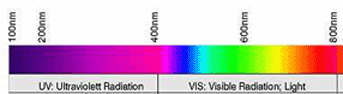 100nm 200nm 400nm 600nm 800nm
UV: Ultraviolett Radiation VIS: Visible Radiation; Light